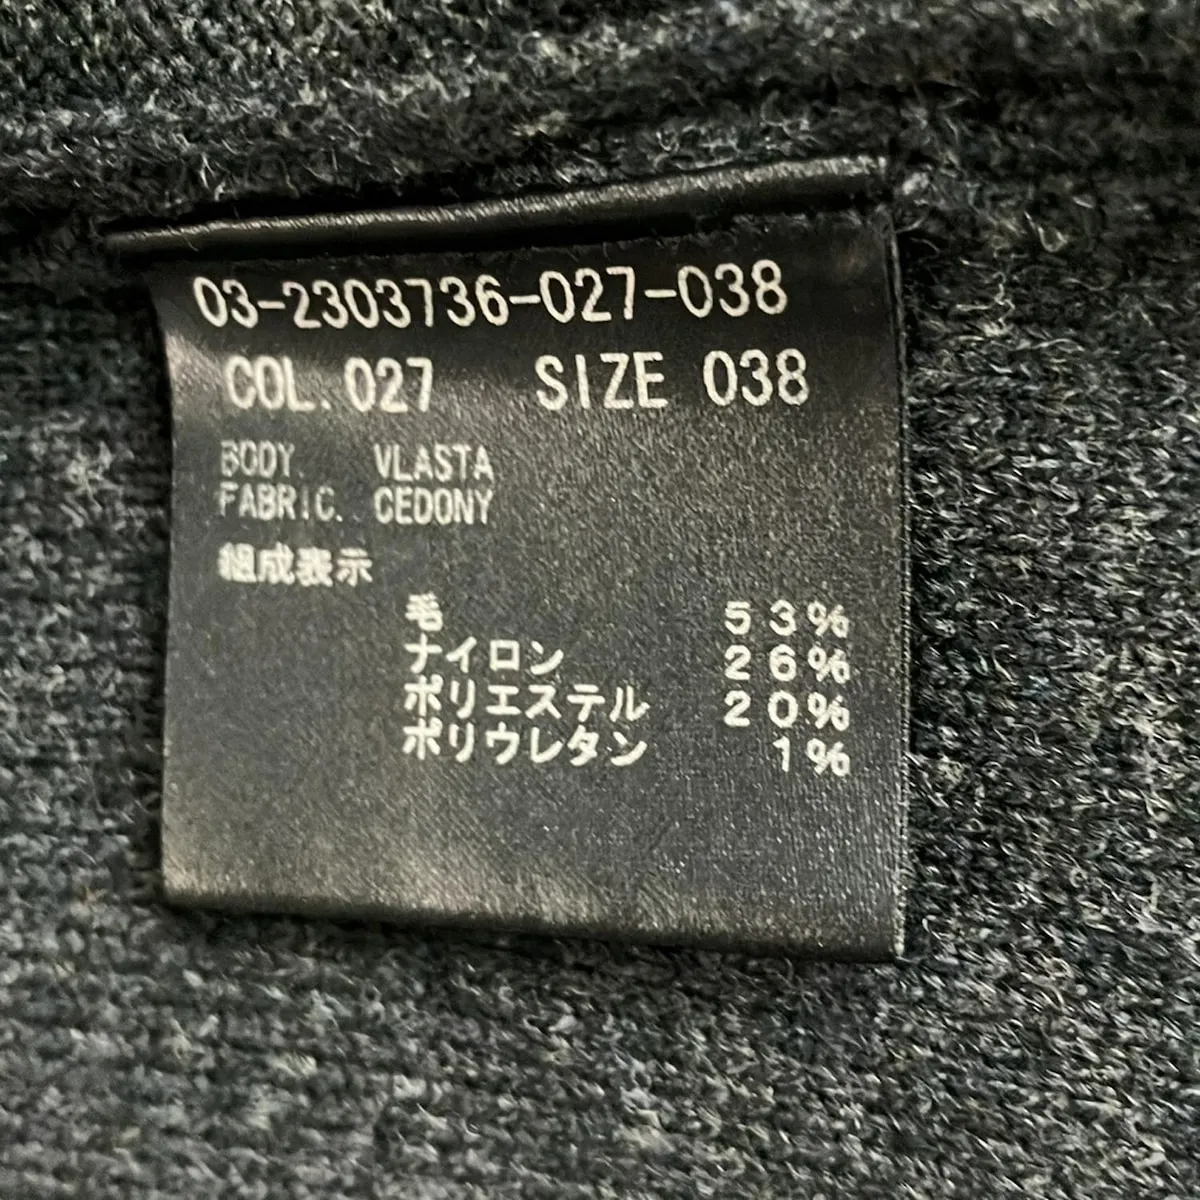 03-2303736-027-038
COL. 027 SIZE 038
BODY. VLASTA
FABRIC. CEDONY
組成表示
毛 53%
ナイロン 26%
ポリエステル 20%
ポリウレタン 1%